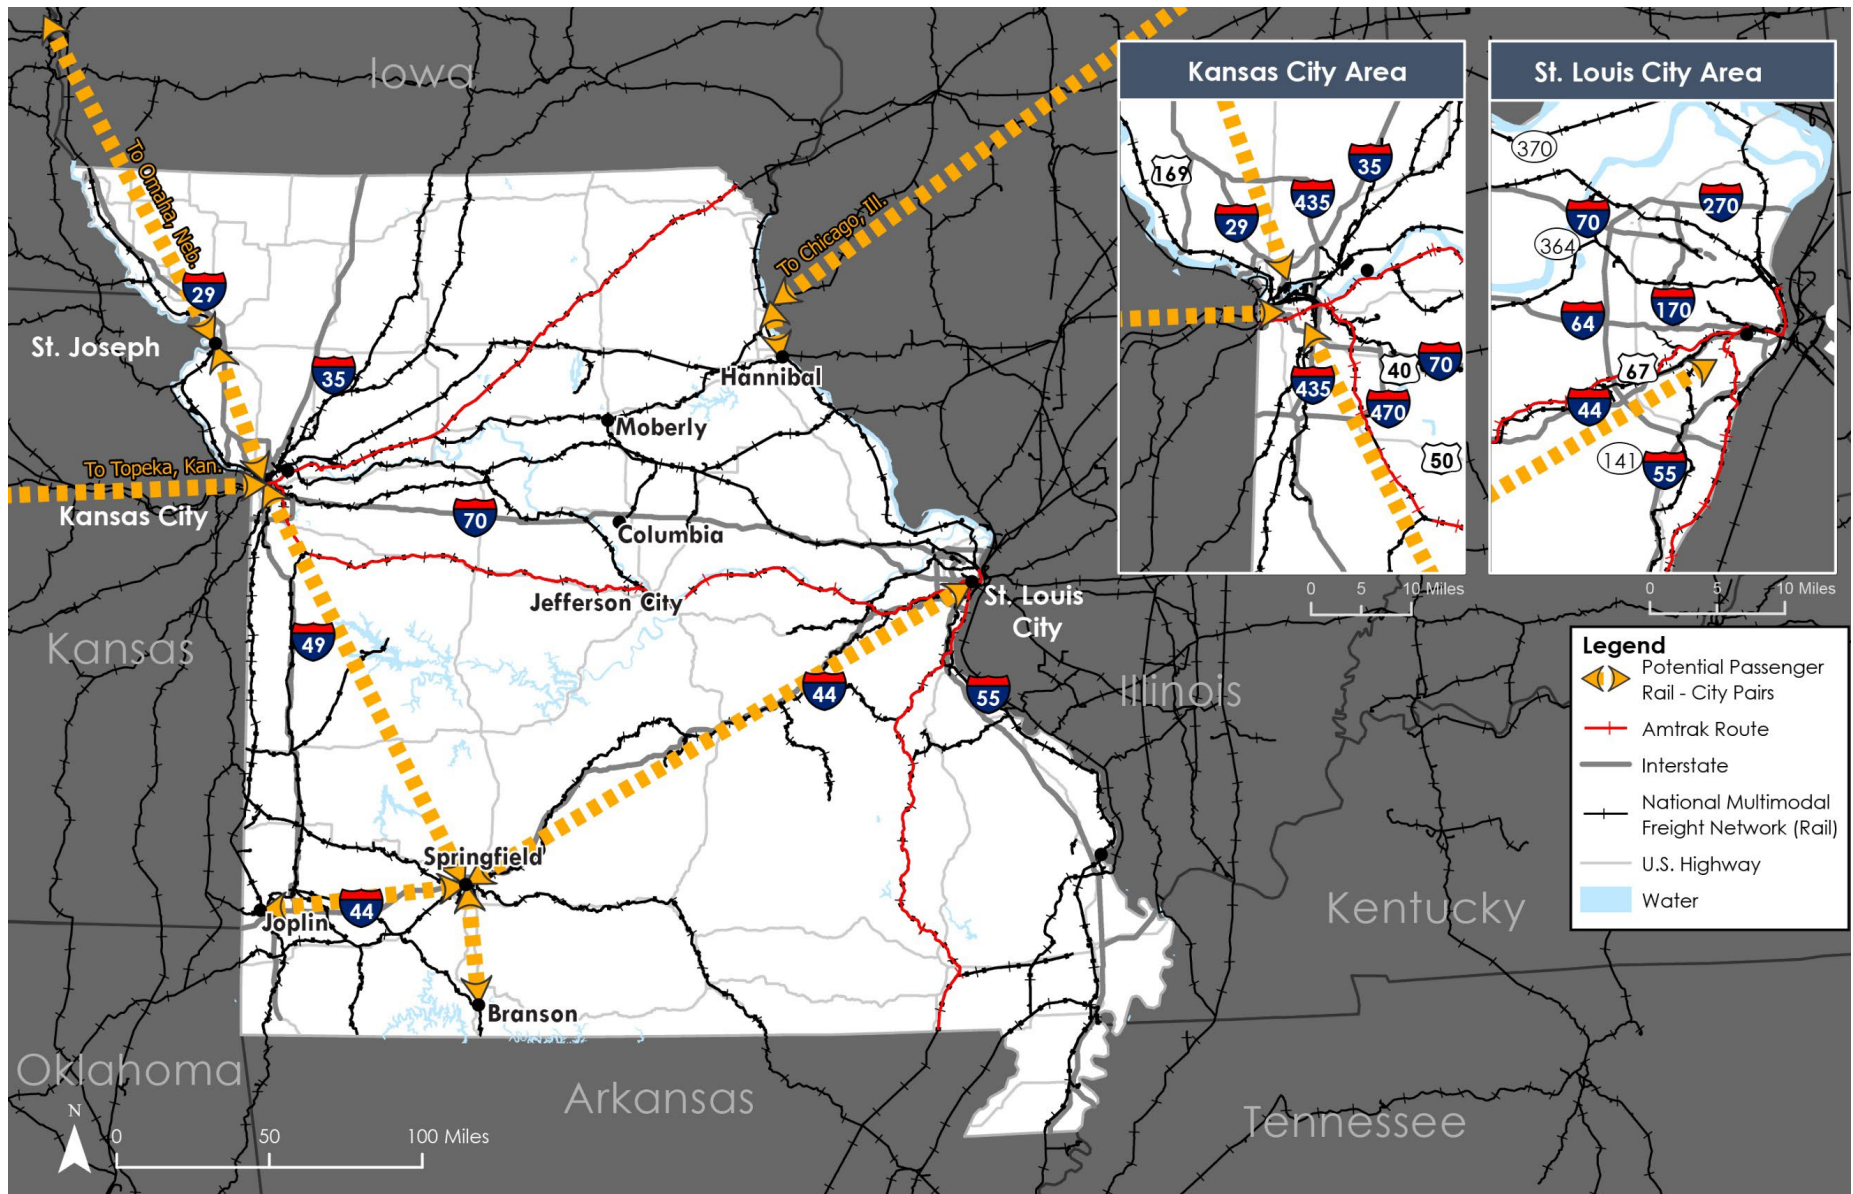 Iowa
To Omaha, Neb.
29
St. Joseph
35
To Topeka, Kan.
Kansas City
To Chicago, Ill.
Hannibal
Moberly
70
Columbia
Jefferson City
St. Louis
City
49
Kansas
44
55
Illinois
Springfield
44
Joplin
Branson
Kentucky
Oklahoma
Arkansas
Tennessee
N
0 50 100 Miles
Kansas City Area
169
35
435
29
40
70
435
470
50
0 5 10 Miles
St. Louis City Area
370
270
70
364
170
64
67
44
141
55
0 5 10 Miles
Legend
Potential Passenger
Rail - City Pairs
Amtrak Route
Interstate
National Multimodal
Freight Network (Rail)
U.S. Highway
Water